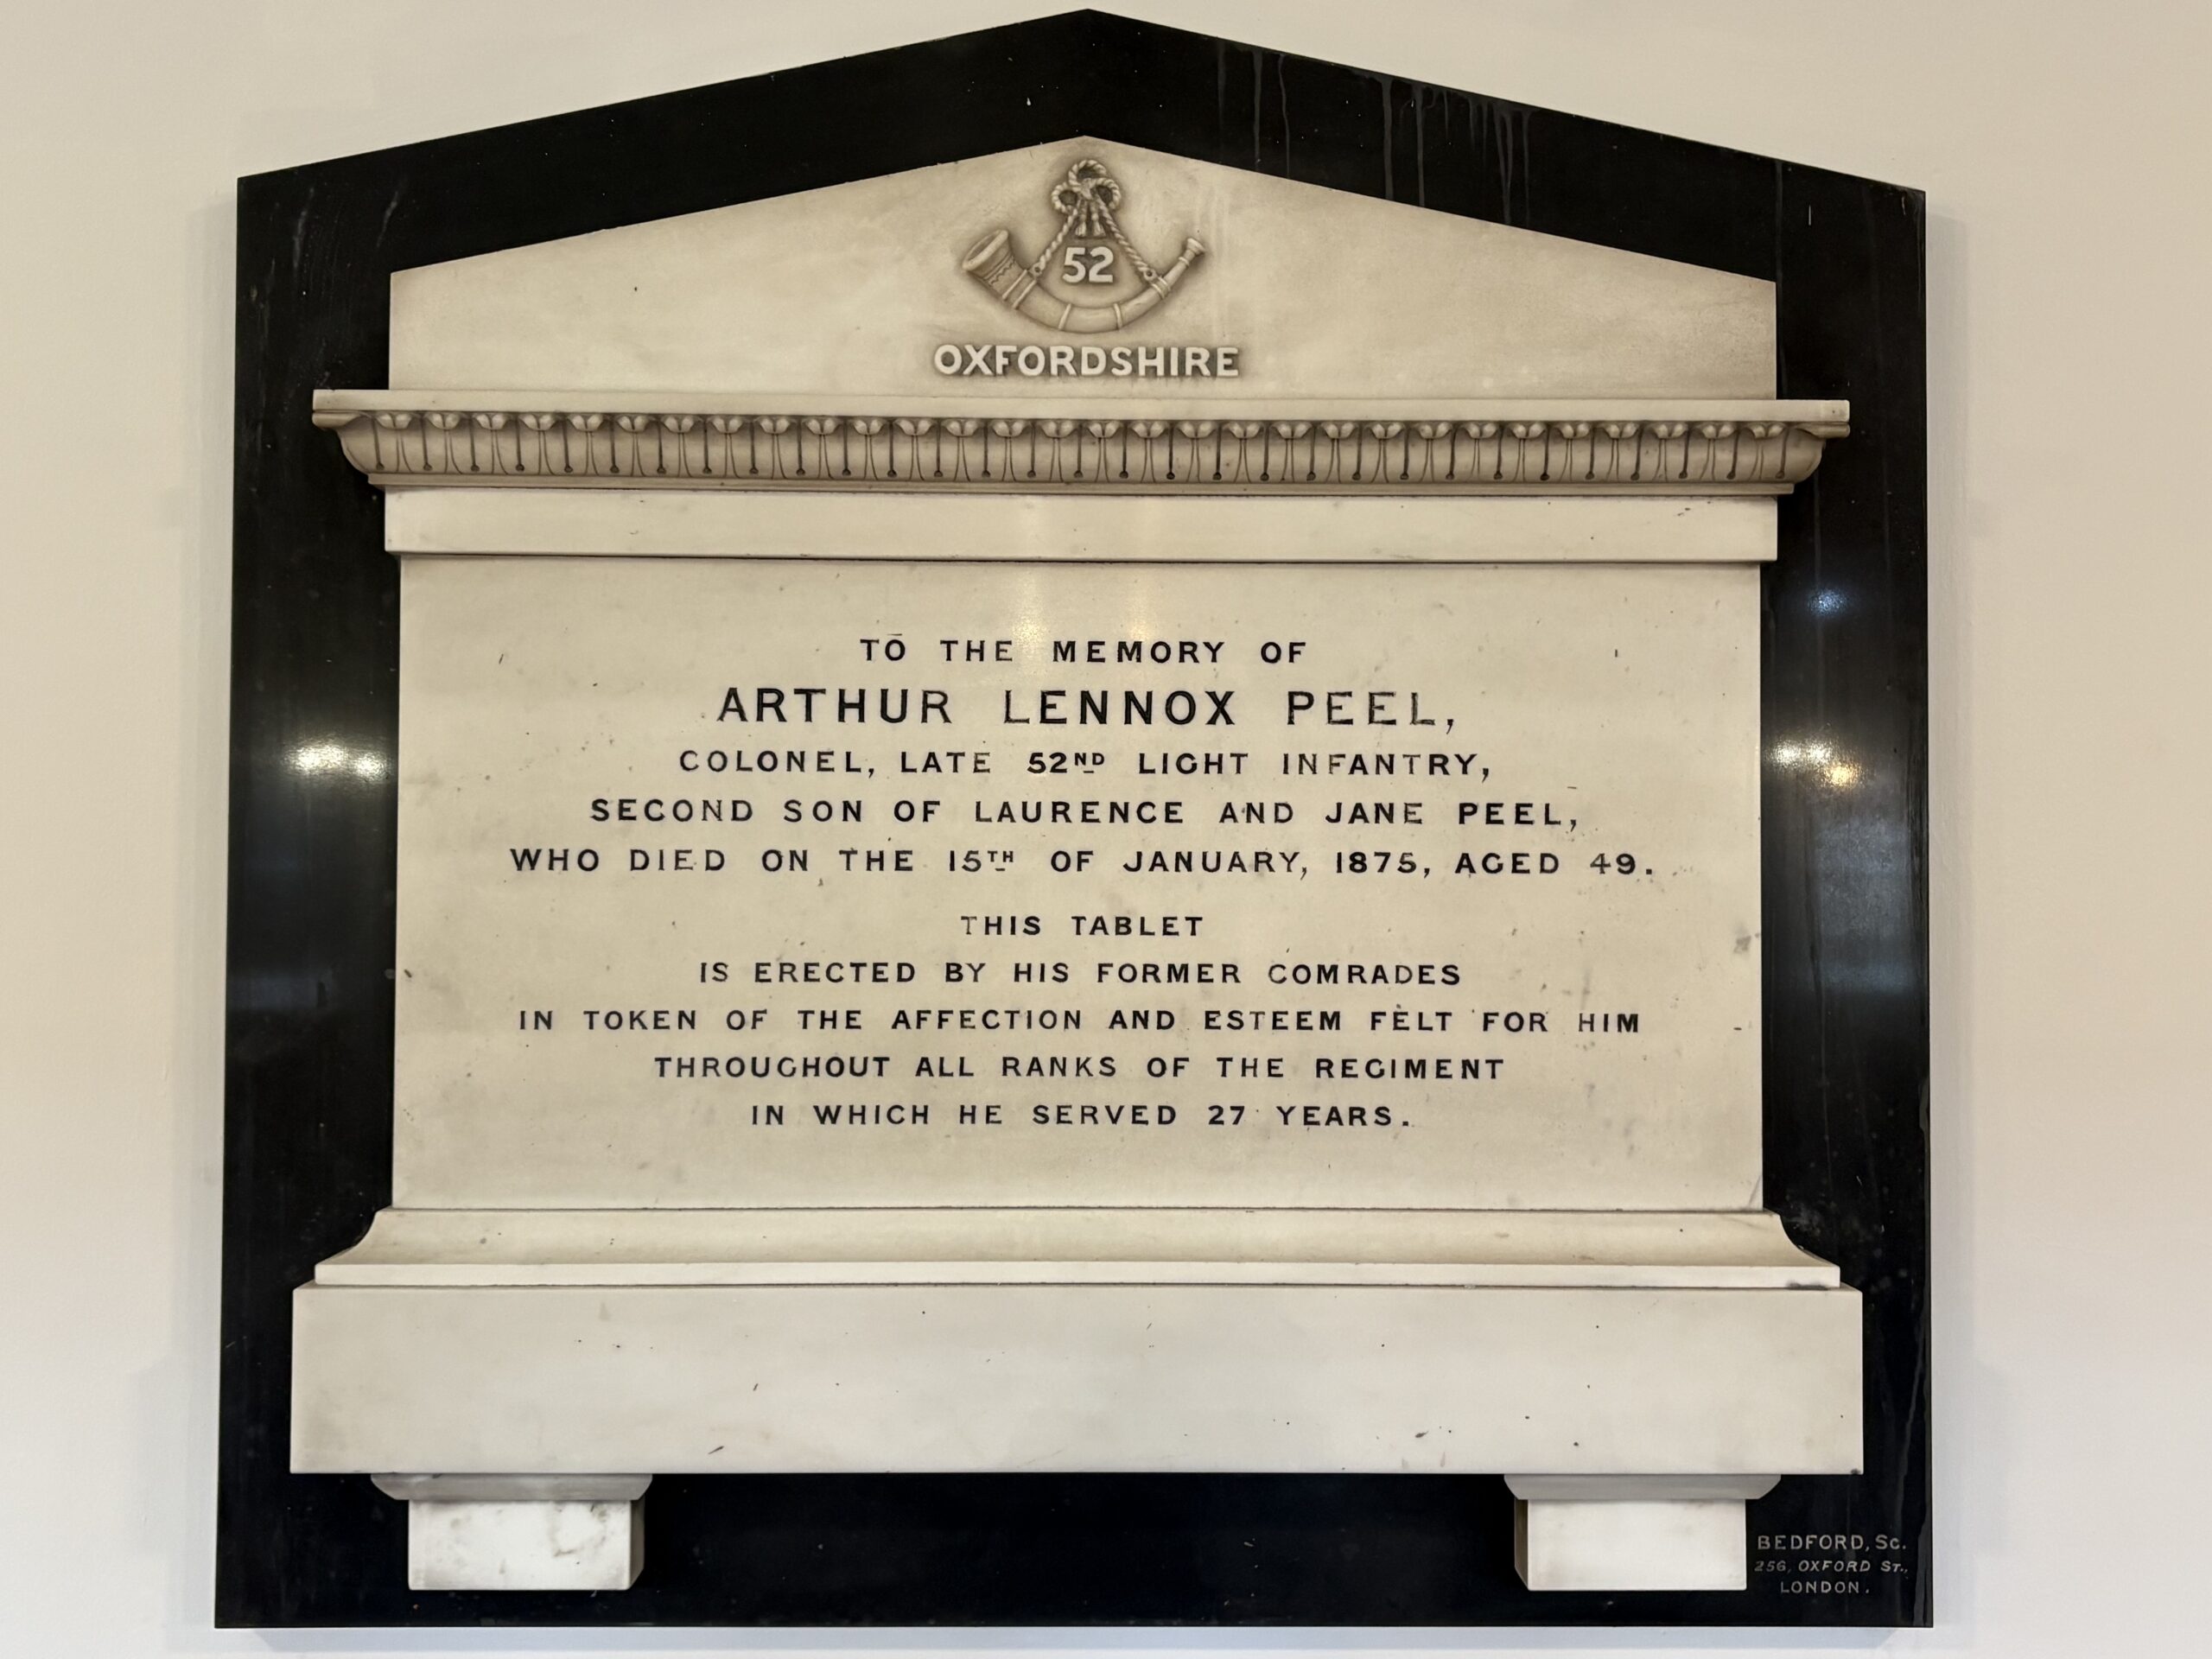 52
OXFORDSHIRE
TO THE MEMORY OF
ARTHUR LENNOX PEEL,
COLONEL, LATE 52ND LIGHT INFANTRY,
SECOND SON OF LAURENCE AND JANE PEEL,
WHO DIED ON THE 15TH OF JANUARY, 1875, AGED 49.
THIS TABLET
IS ERECTED BY HIS FORMER COMRADES
IN TOKEN OF THE AFFECTION AND ESTEEM FELT FOR HIM
THROUGHOUT ALL RANKS OF THE REGIMENT
IN WHICH HE SERVED 27 YEARS.
BEDFORD, Sc.
256, OXFORD ST.,
LONDON.